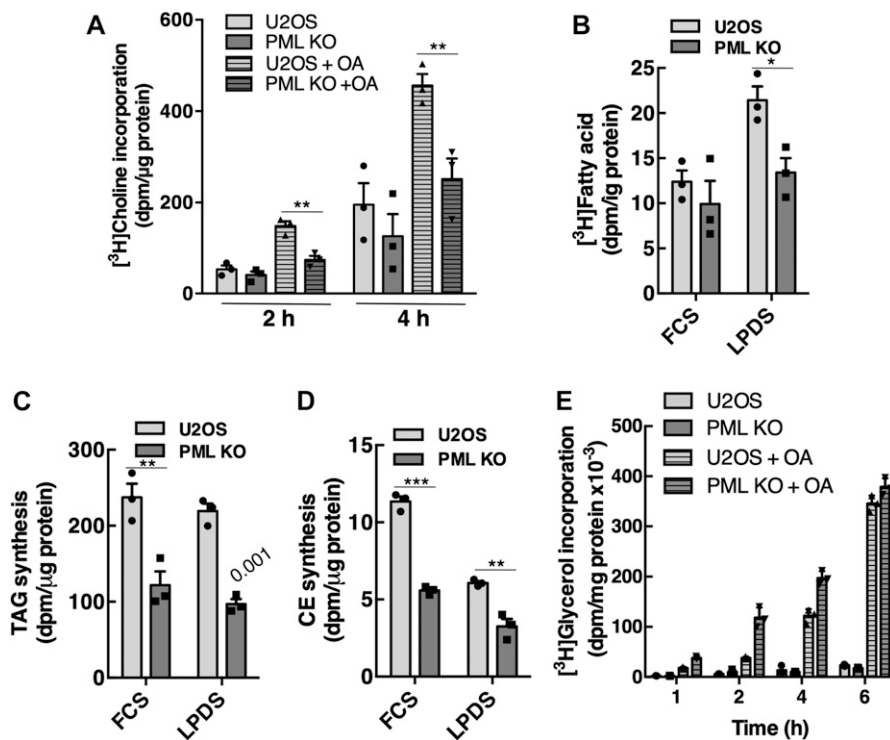 A
[³H]Choline incorporation
(dpm/μg protein)
600
400
200
0
U2OS
PML KO
U2OS + OA
PML KO +OA
**
**
2 h
4 h
B
[³H]Fatty acid
(dpm/ig protein)
25
20
15
10
5
0
U2OS
PML KO
*
FCS
LPDS
C
TAG synthesis
(dpm/μg protein)
300
200
100
0
U2OS
PML KO
**
0.001
FCS
LPDS
D
CE synthesis
(dpm/μg protein)
15
10
5
0
U2OS
PML KO
***
**
FCS
LPDS
E
[³H]Glycerol incorporation
(dpm/mg protein x10⁻³)
500
400
300
200
100
0
U2OS
PML KO
U2OS + OA
PML KO + OA
1
2
4
6
Time (h)